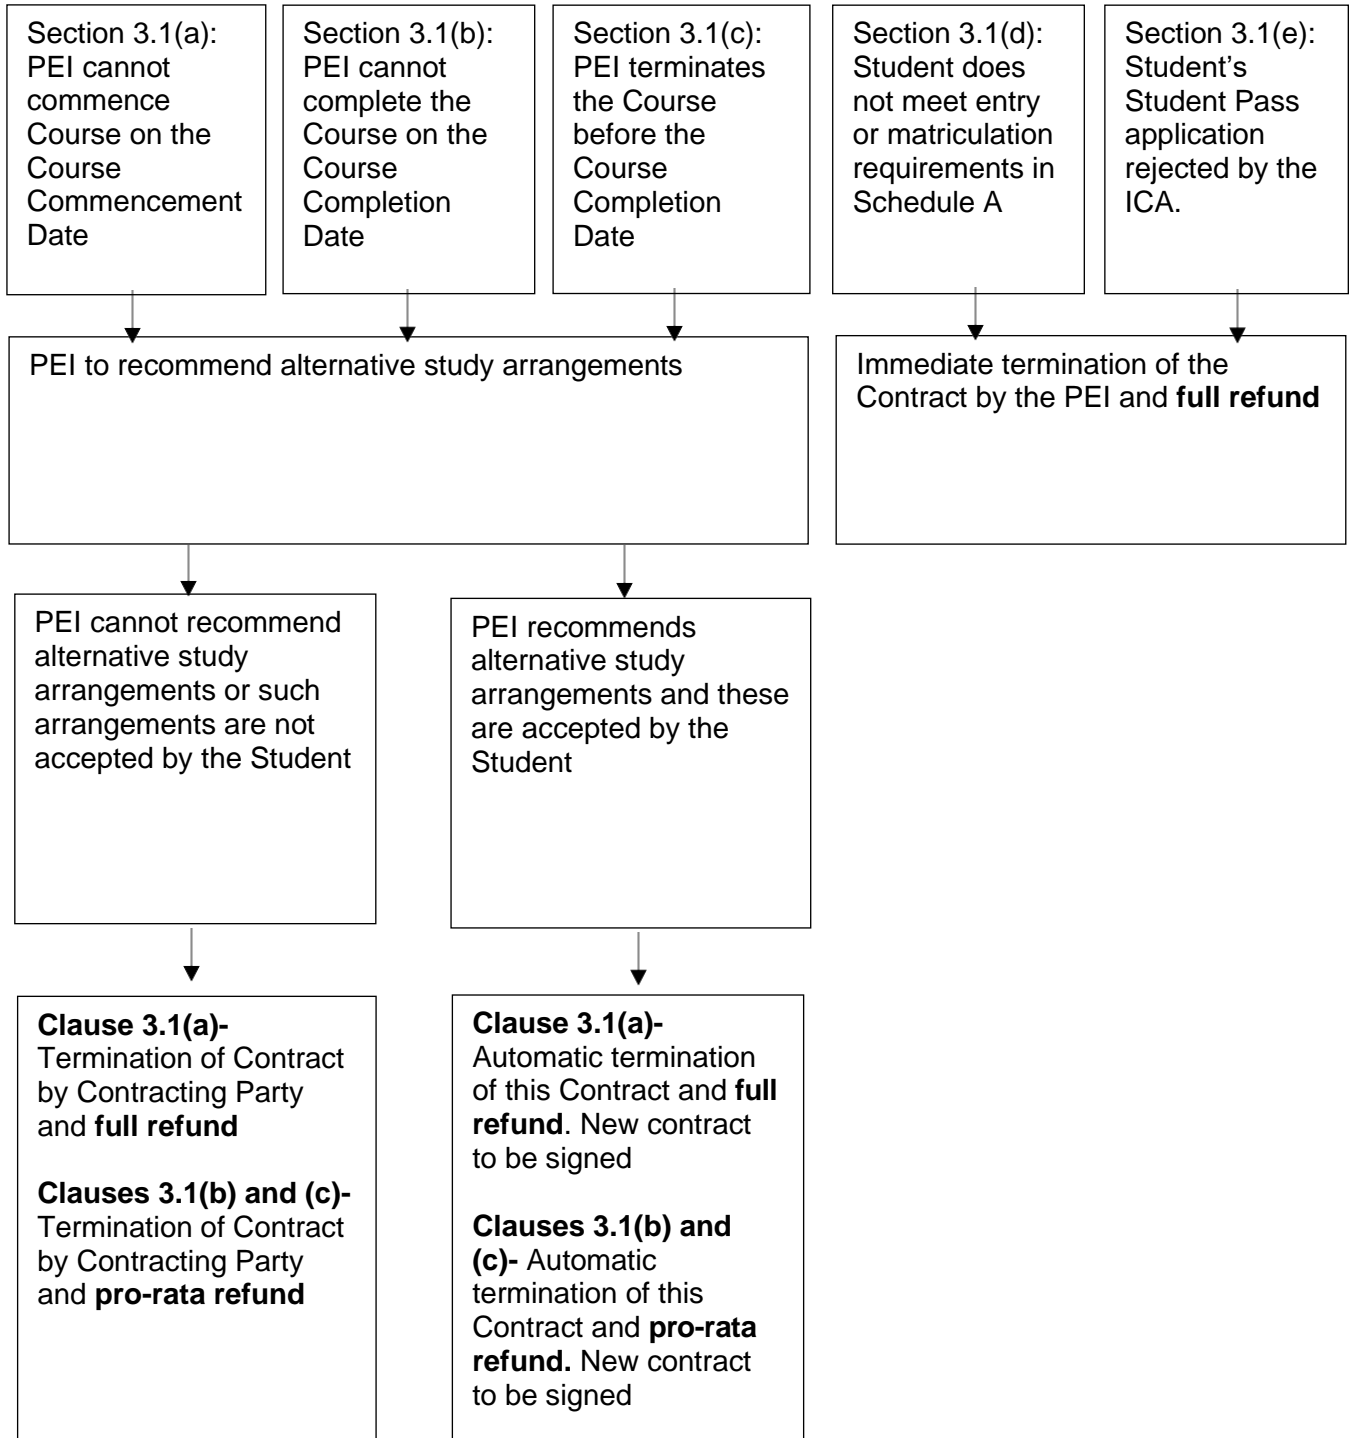 Section 3.1(a):
PEI cannot
commence
Course on the
Course
Commencement
Date
Section 3.1(b):
PEI cannot
complete the
Course on the
Course
Completion
Date
Section 3.1(c):
PEI terminates
the Course
before the
Course
Completion
Date
Section 3.1(d):
Student does
not meet entry
or matriculation
requirements in
Schedule A
Section 3.1(e):
Student’s
Student Pass
application
rejected by the
ICA.
PEI to recommend alternative study arrangements
Immediate termination of the
Contract by the PEI and full refund
PEI cannot recommend
alternative study
arrangements or such
arrangements are not
accepted by the Student
PEI recommends
alternative study
arrangements and these
are accepted by the
Student
Clause 3.1(a)-
Termination of Contract
by Contracting Party
and full refund
Clauses 3.1(b) and (c)-
Termination of Contract
by Contracting Party
and pro-rata refund
Clause 3.1(a)-
Automatic termination
of this Contract and full
refund. New contract
to be signed
Clauses 3.1(b) and
(c)- Automatic
termination of this
Contract and pro-rata
refund. New contract
to be signed